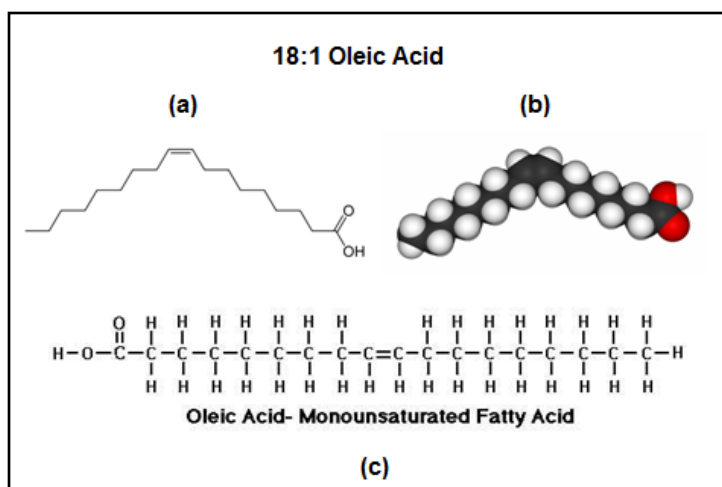 18:1 Oleic Acid
(a)
(b)
O
OH
O H H H H H H H H H H H H H H H
H-O-C-C-C-C-C-C-C-C-C=C-C-C-C-C-C-C-C-C-H
H H H H H H H H H H H H H H H H H
Oleic Acid- Monounsaturated Fatty Acid
(c)